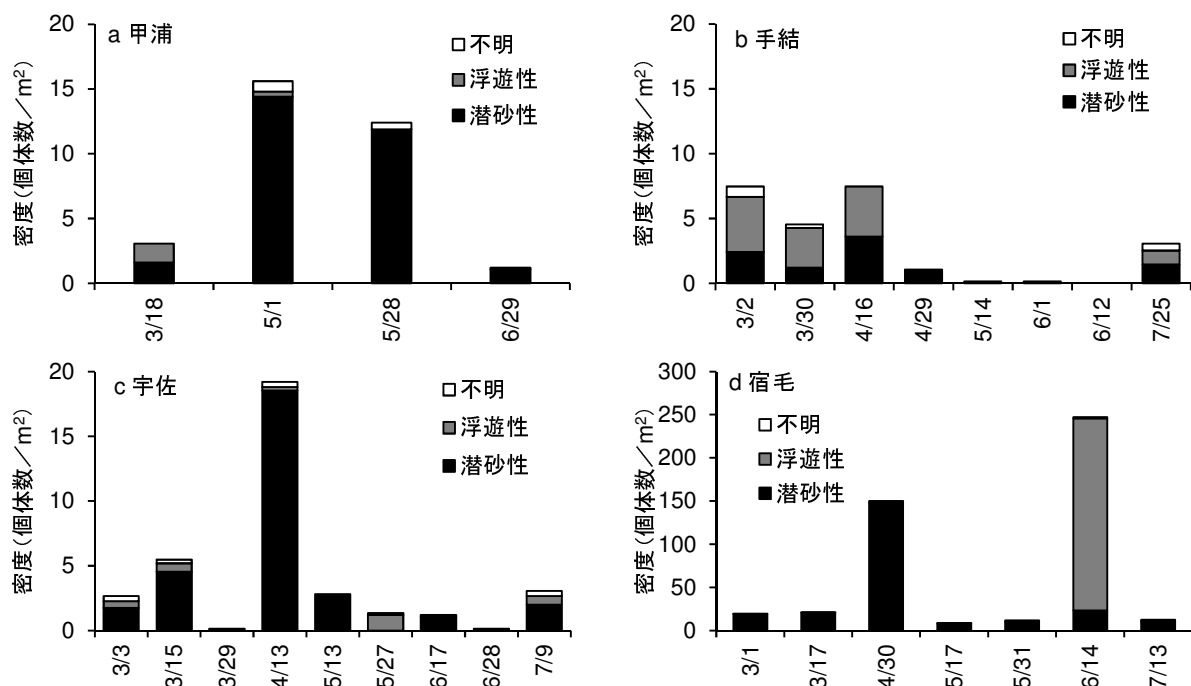 a 甲浦
密度（個体数／m²）
20
15
10
5
0
不明
浮遊性
潜砂性
3/18
5/1
5/28
6/29
b 手結
密度（個体数／m²）
20
15
10
5
0
不明
浮遊性
潜砂性
3/2
3/30
4/16
4/29
5/14
6/1
6/12
7/25
c 宇佐
密度（個体数／m²）
20
15
10
5
0
不明
浮遊性
潜砂性
3/3
3/15
3/29
4/13
5/13
5/27
6/17
6/28
7/9
d 宿毛
密度（個体数／m²）
300
250
200
150
100
50
0
不明
浮遊性
潜砂性
3/1
3/17
4/30
5/17
5/31
6/14
7/13